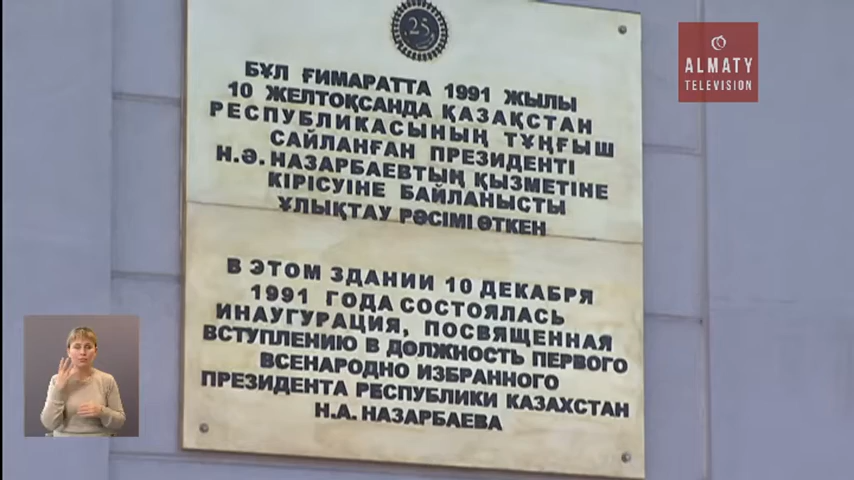 25
ALMATY
TELEVISION
БҰЛ ҒИМАРАТТА 1991 ЖЫЛЫ
10 ЖЕЛТОҚСАНДА ҚАЗАҚСТАН
РЕСПУБЛИКАСЫНЫҢ ТҰҢҒЫШ
САЙЛАНҒАН ПРЕЗИДЕНТІ
Н.Ә. НАЗАРБАЕВТЫҢ ҚЫЗМЕТІНЕ
КІРІСУІНЕ БАЙЛАНЫСТЫ
ҰЛЫҚТАУ РӘСІМІ ӨТКЕН
В ЭТОМ ЗДАНИИ 10 ДЕКАБРЯ
1991 ГОДА СОСТОЯЛАСЬ
ИНАУГУРАЦИЯ, ПОСВЯЩЕННАЯ
ВСТУПЛЕНИЮ В ДОЛЖНОСТЬ ПЕРВОГО
ВСЕНАРОДНО ИЗБРАННОГО
ПРЕЗИДЕНТА РЕСПУБЛИКИ КАЗАХСТАН
Н.А. НАЗАРБАЕВА